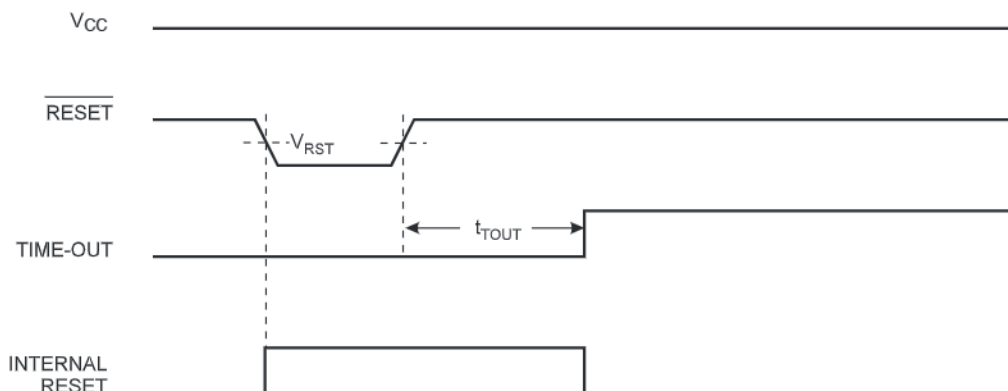 VCC
RESET
VRST
tTOUT
TIME-OUT
INTERNAL
RESET